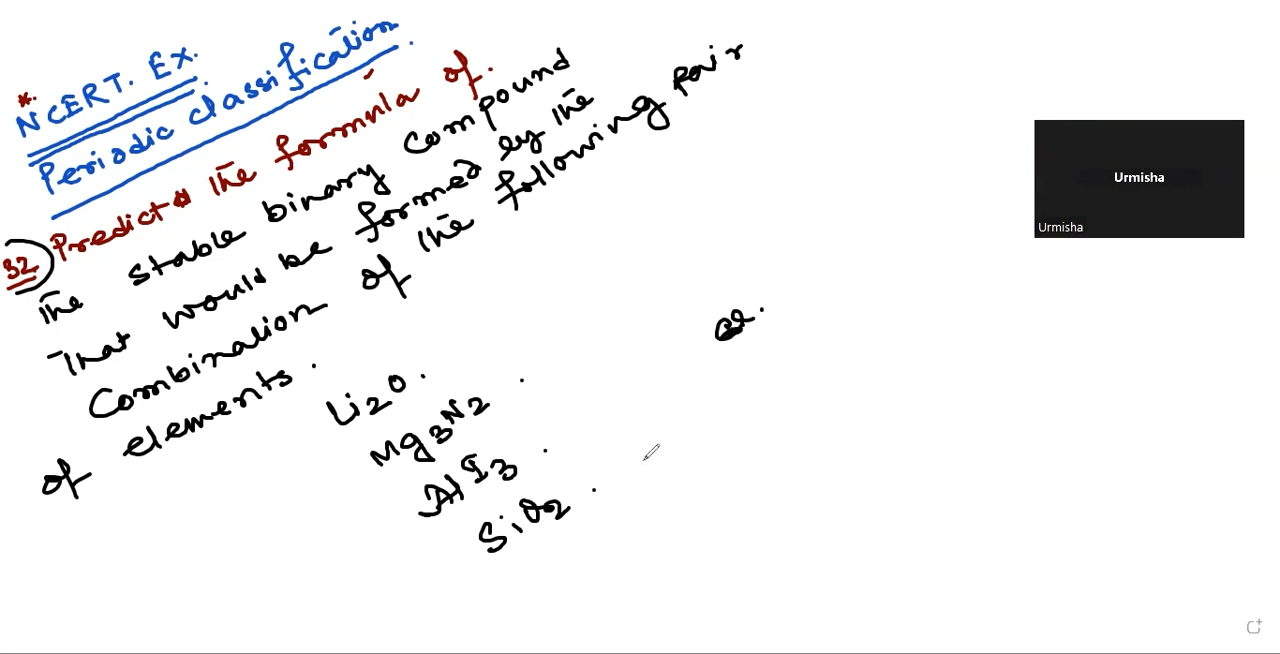 * NCERT. Ex.
Periodic classification.
32 Predict the formula of.
the stable binary compound
that would be formed by the
Combination of the following pair
of elements.
Li2O.
Mg3N2
AlI3
SiO2
Urmisha
Urmisha